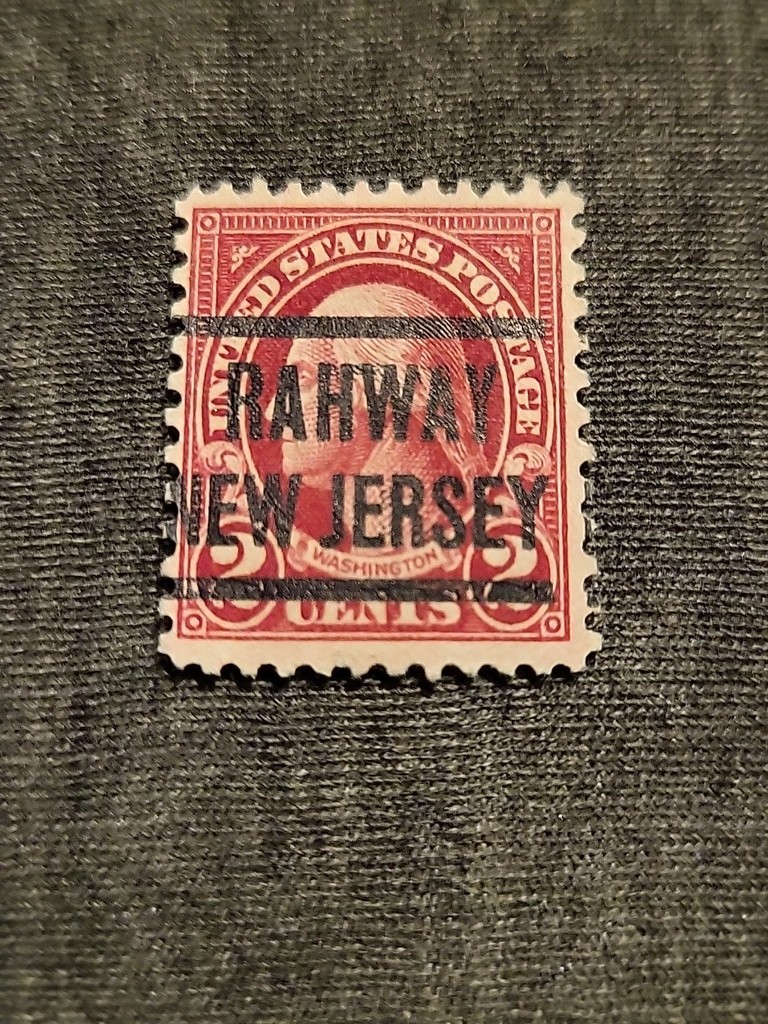 UNITED STATES POSTAGE
RAHWAY
NEW JERSEY
WASHINGTON
2 2
CENTS